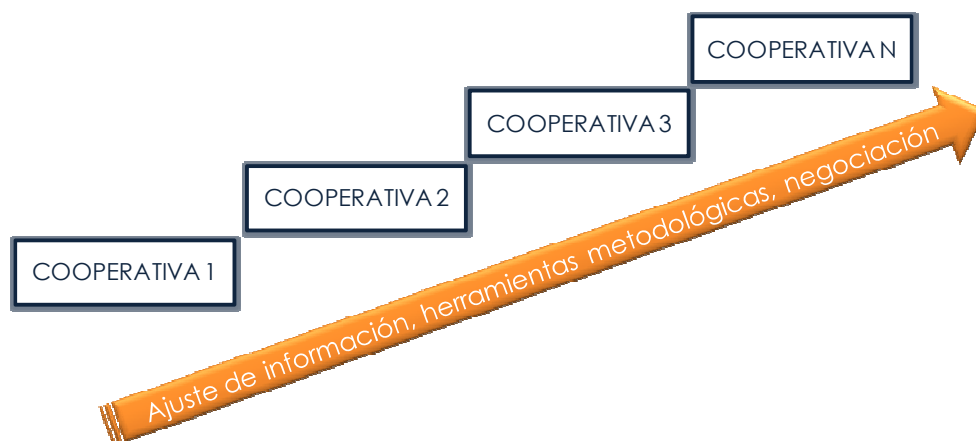 COOPERATIVA N
COOPERATIVA 3
COOPERATIVA 2
COOPERATIVA 1
Ajuste de información, herramientas metodológicas, negociación